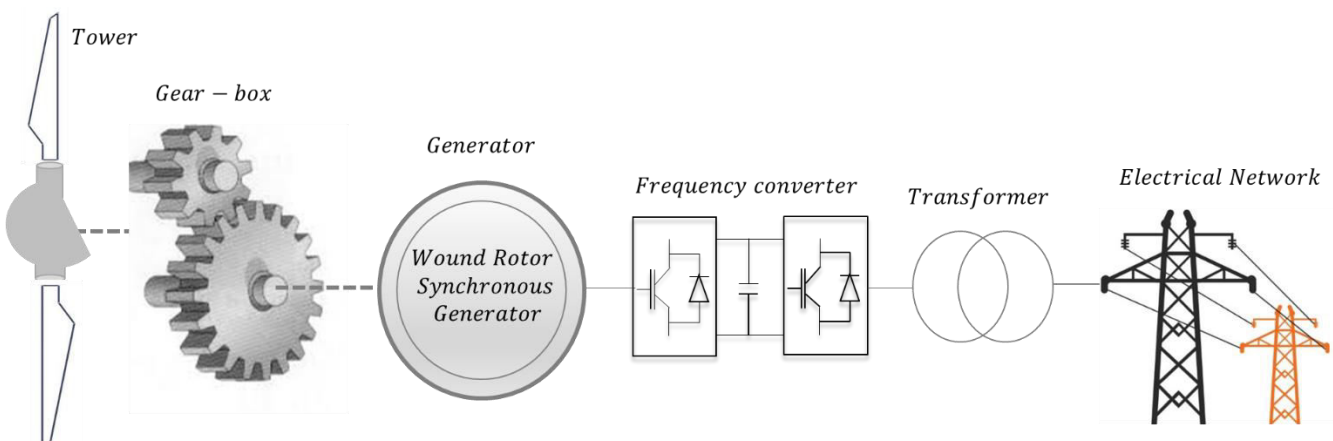 Tower
Gear − box
Generator
Frequency converter
Transformer
Electrical Network
Wound Rotor
Synchronous
Generator